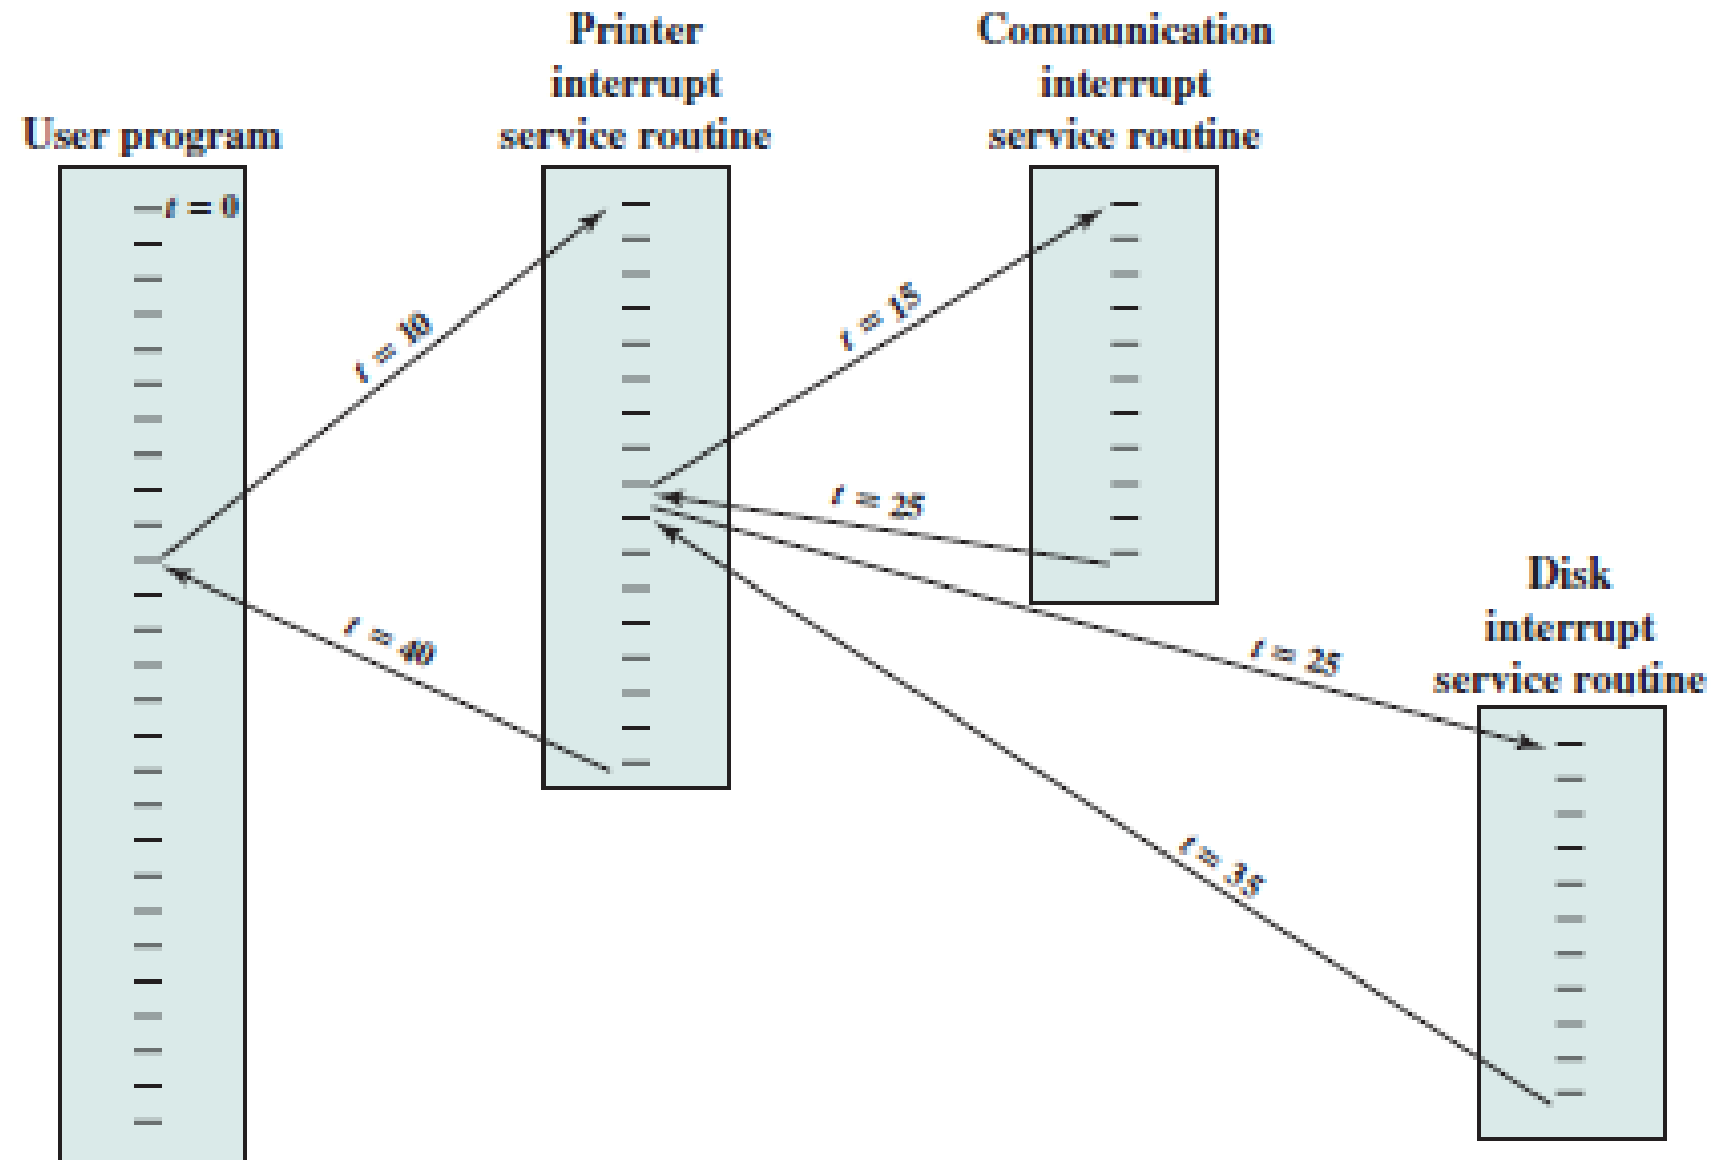 Printer
interrupt
service routine
Communication
interrupt
service routine
User program
t = 0
t = 10
t = 15
t = 25
t = 40
t = 25
Disk
interrupt
service routine
t = 35